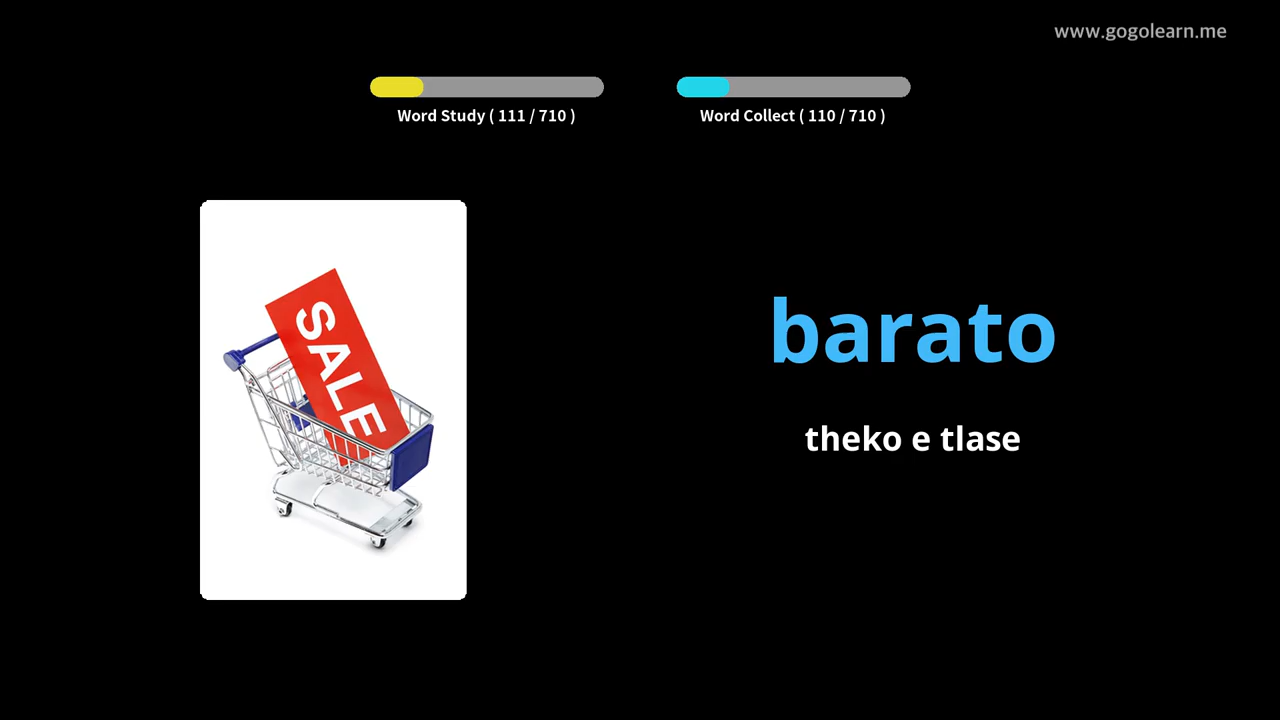 www.gogolearn.me
Word Study ( 111 / 710 )
Word Collect ( 110 / 710 )
SALE
barato
theko e tlase